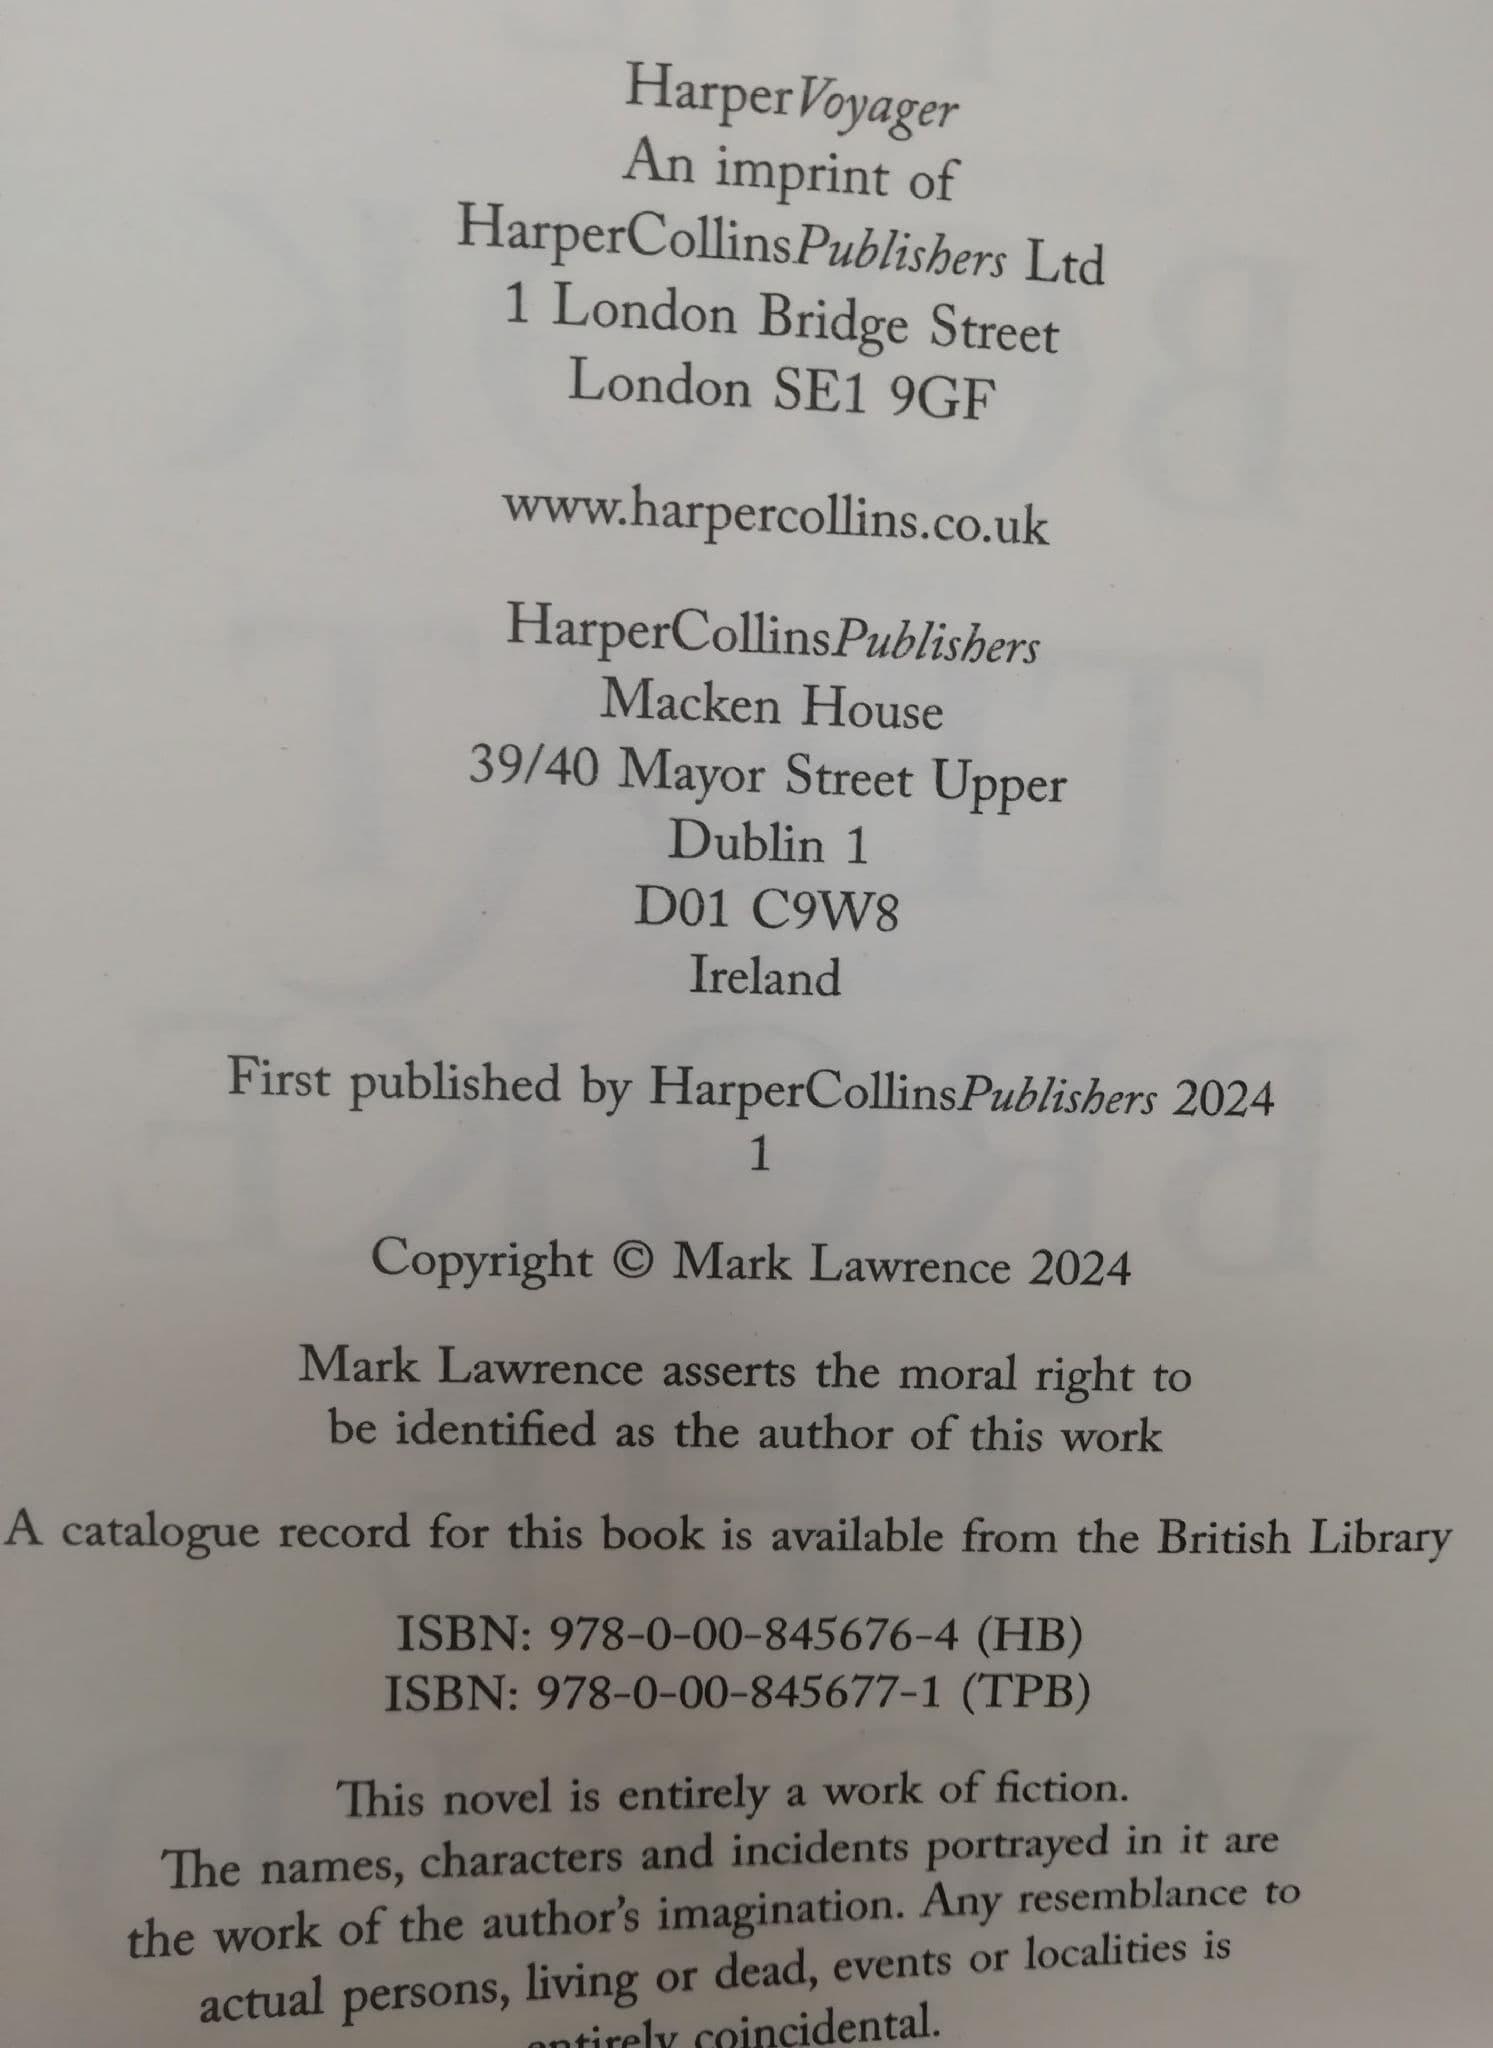 HarperVoyager
An imprint of
HarperCollinsPublishers Ltd
1 London Bridge Street
London SE1 9GF
www.harpercollins.co.uk
HarperCollinsPublishers
Macken House
39/40 Mayor Street Upper
Dublin 1
D01 C9W8
Ireland
First published by HarperCollinsPublishers 2024
1
Copyright © Mark Lawrence 2024
Mark Lawrence asserts the moral right to
be identified as the author of this work
A catalogue record for this book is available from the British Library
ISBN: 978-0-00-845676-4 (HB)
ISBN: 978-0-00-845677-1 (TPB)
This novel is entirely a work of fiction.
The names, characters and incidents portrayed in it are
the work of the author's imagination. Any resemblance to
actual persons, living or dead, events or localities is
entirely coincidental.